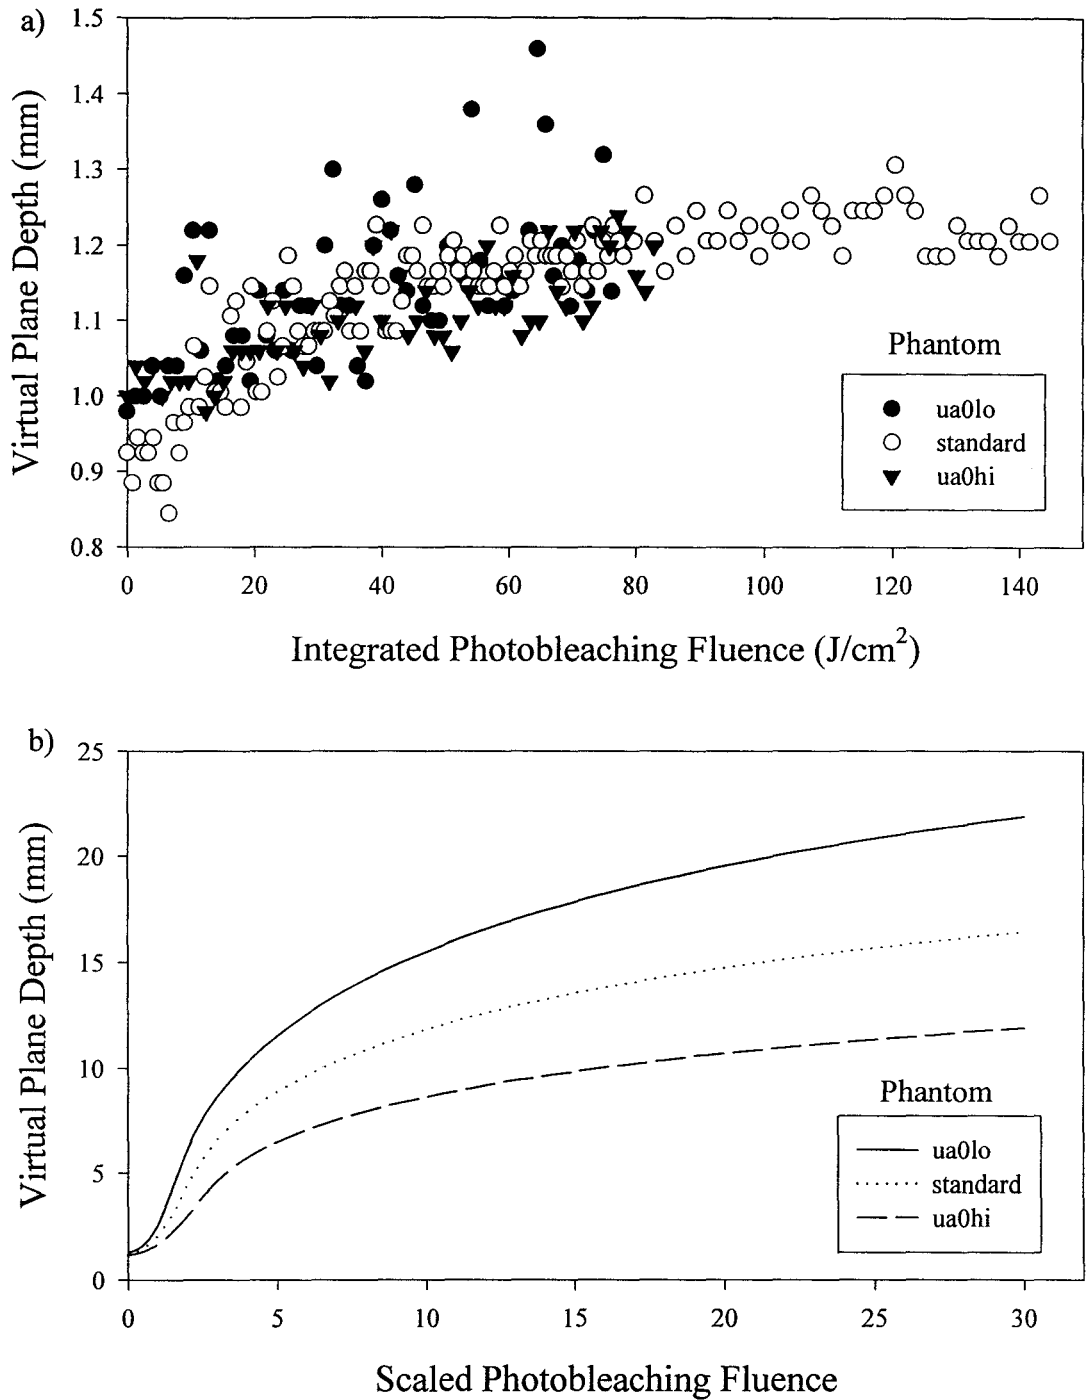 a)
1.5
1.4
1.3
1.2
1.1
1.0
0.9
0.8
Virtual Plane Depth (mm)
Phantom
ua0lo
standard
ua0hi
0 20 40 60 80 100 120 140
Integrated Photobleaching Fluence (J/cm²)
b)
25
20
15
10
5
0
Virtual Plane Depth (mm)
Phantom
ua0lo
standard
ua0hi
0 5 10 15 20 25 30
Scaled Photobleaching Fluence